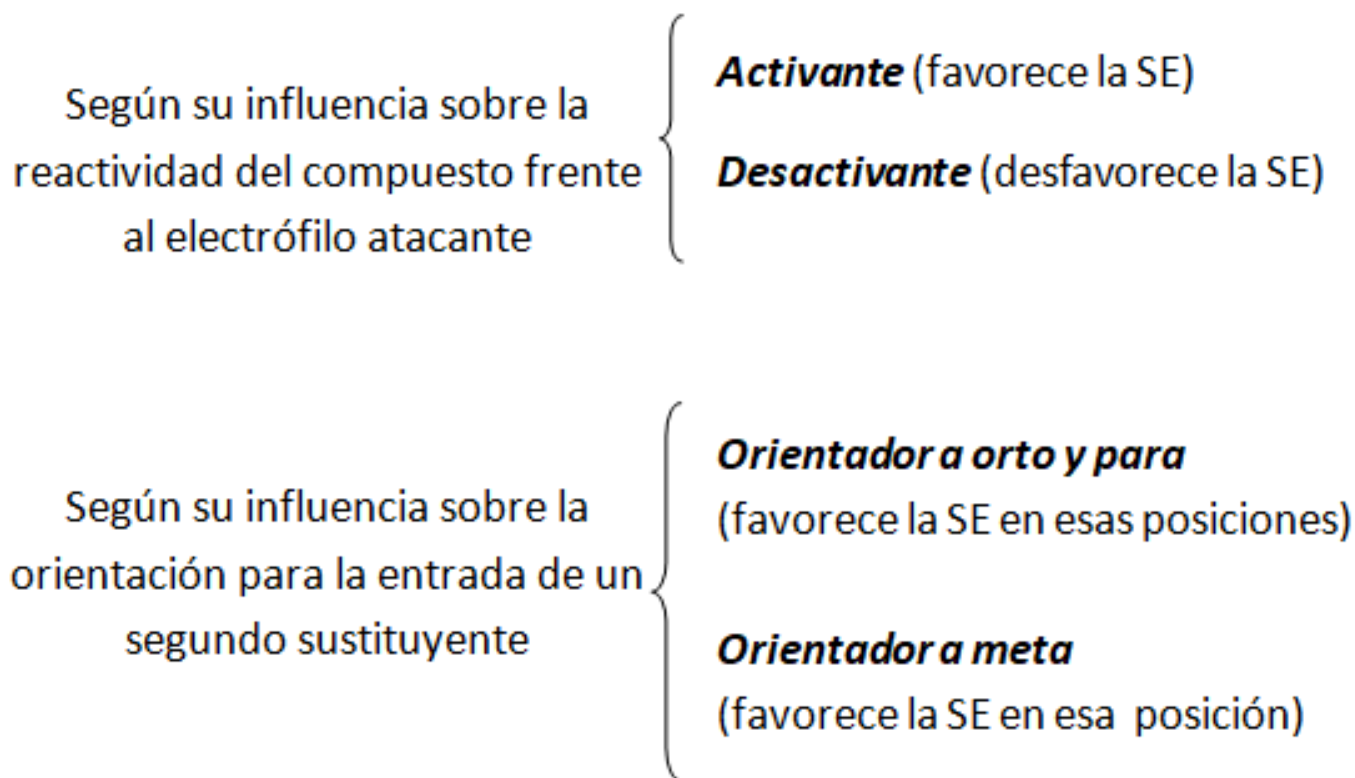 Según su influencia sobre la
reactividad del compuesto frente
al electrófilo atacante
Activante (favorece la SE)
Desactivante (desfavorece la SE)
Según su influencia sobre la
orientación para la entrada de un
segundo sustituyente
Orientador a orto y para
(favorece la SE en esas posiciones)
Orientador a meta
(favorece la SE en esa posición)